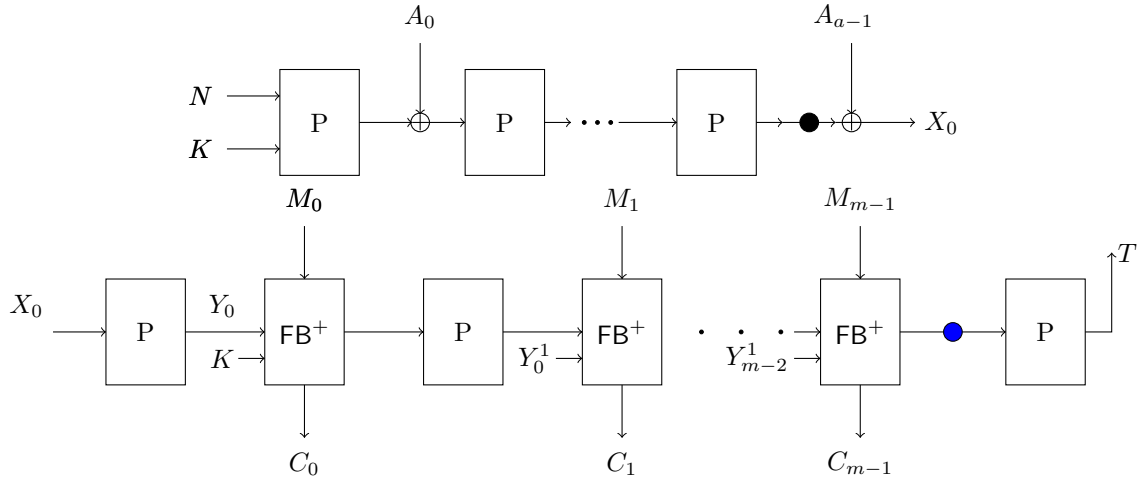 A_0 A_{a-1}
N
K
P P ... P X_0
M_0 M_1 M_{m-1}
T
X_0 P Y_0 FB^+ P FB^+ . . . FB^+ P
K Y_0^1 Y_{m-2}^1
C_0 C_1 C_{m-1}